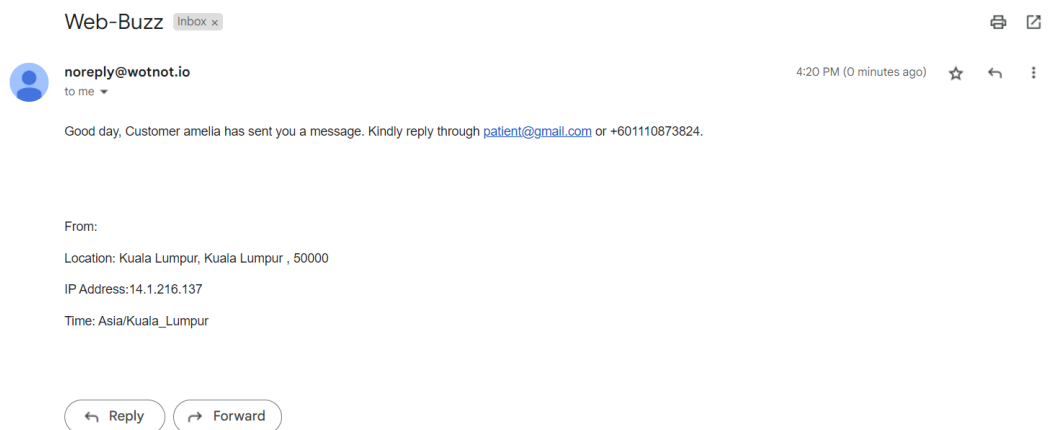 Web-Buzz Inbox x
noreply@wotnot.io 4:20 PM (0 minutes ago)
to me
Good day, Customer amelia has sent you a message. Kindly reply through patient@gmail.com or +601110873824.
From:
Location: Kuala Lumpur, Kuala Lumpur , 50000
IP Address:14.1.216.137
Time: Asia/Kuala_Lumpur
Reply Forward